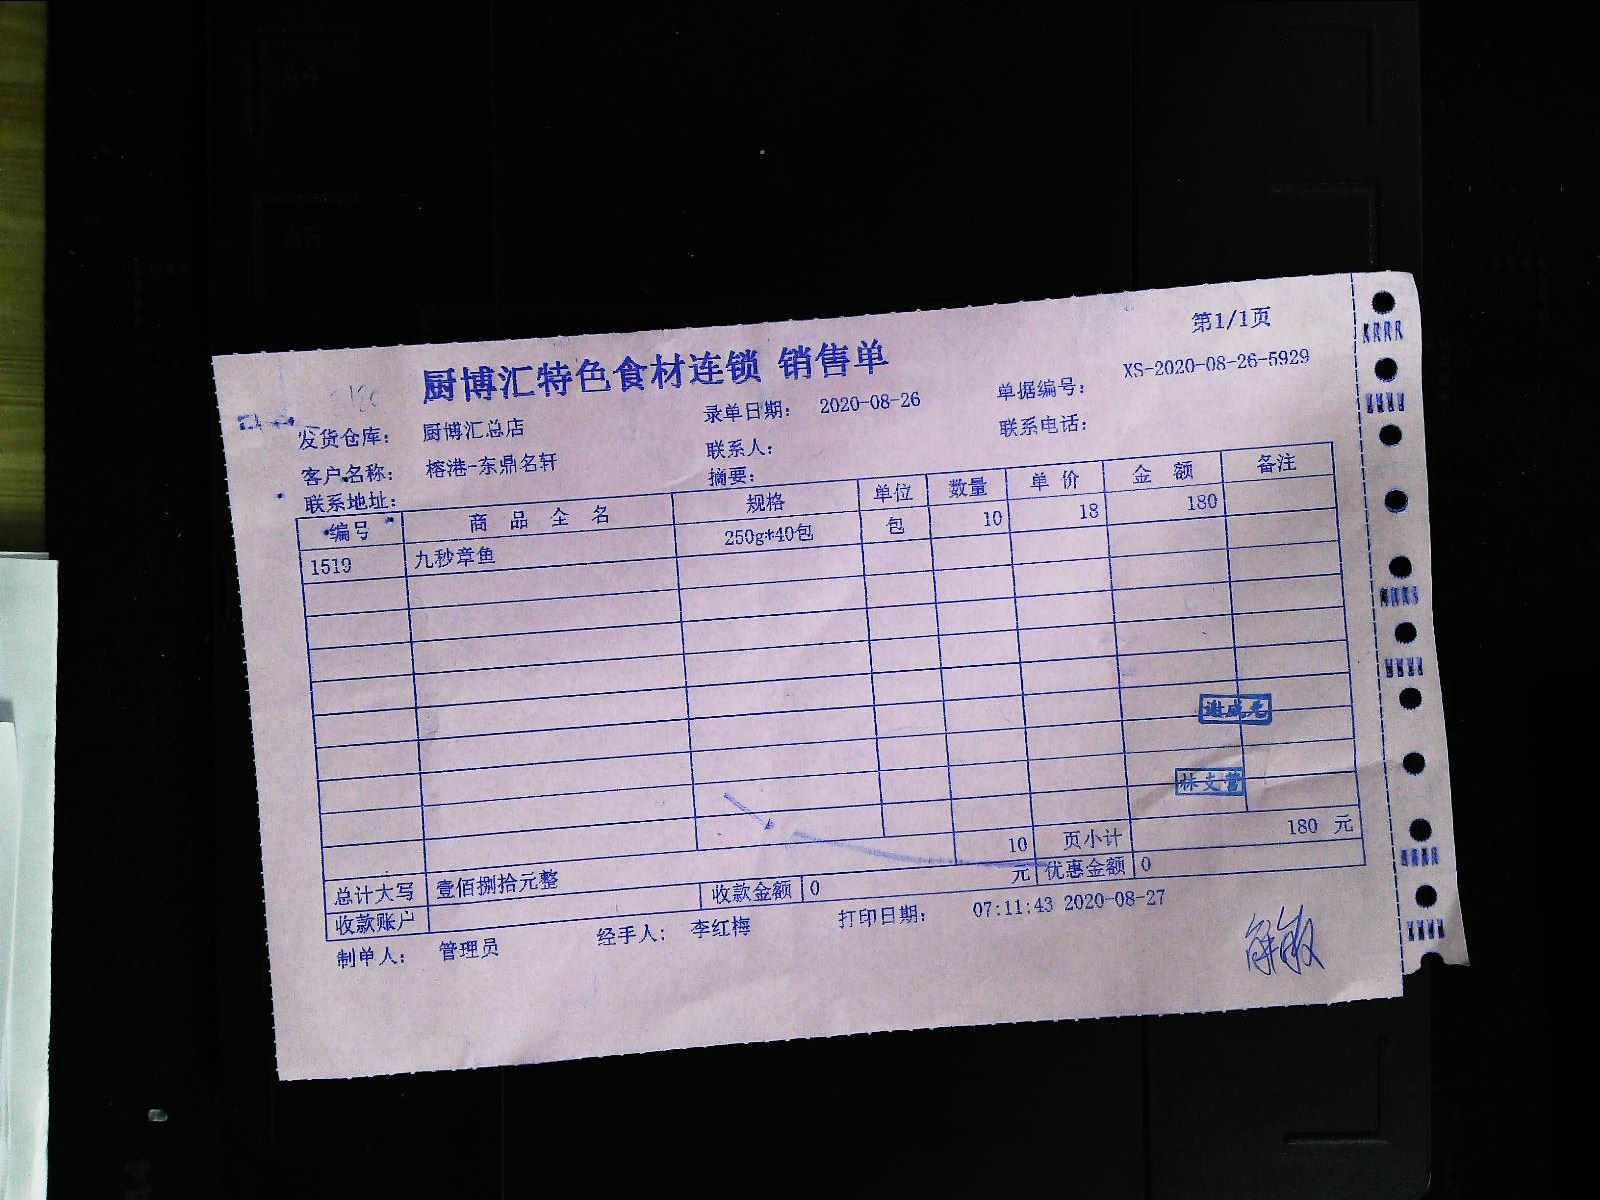 第1/1页
厨博汇特色食材连锁 销售单
发货仓库： 厨博汇总店 录单日期： 2020-08-26 单据编号： XS-2020-08-26-5929
客户名称： 榕港-东鼎名轩 联系人： 联系电话：
联系地址： 摘要：
编号 商品全名 规格 单位 数量 单价 金额 备注
1519 九秒章鱼 250g*40包 包 10 18 180
10 页小计 180 元
总计大写 壹佰捌拾元整 收款金额 0 元 优惠金额 0
收款账户
制单人： 管理员 经手人： 李红梅 打印日期： 07:11:43 2020-08-27
A4
A5